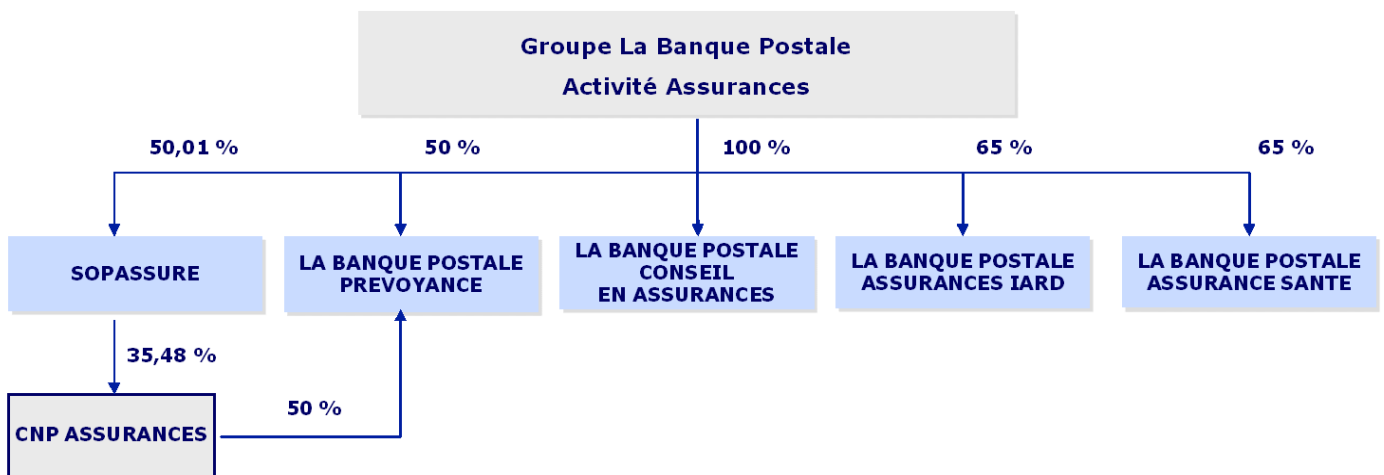 Groupe La Banque Postale
Activité Assurances
50,01 %
50 %
100 %
65 %
65 %
SOPASSURE
LA BANQUE POSTALE
PREVOYANCE
LA BANQUE POSTALE
CONSEIL
EN ASSURANCES
LA BANQUE POSTALE
ASSURANCES IARD
LA BANQUE POSTALE
ASSURANCE SANTE
35,48 %
50 %
CNP ASSURANCES